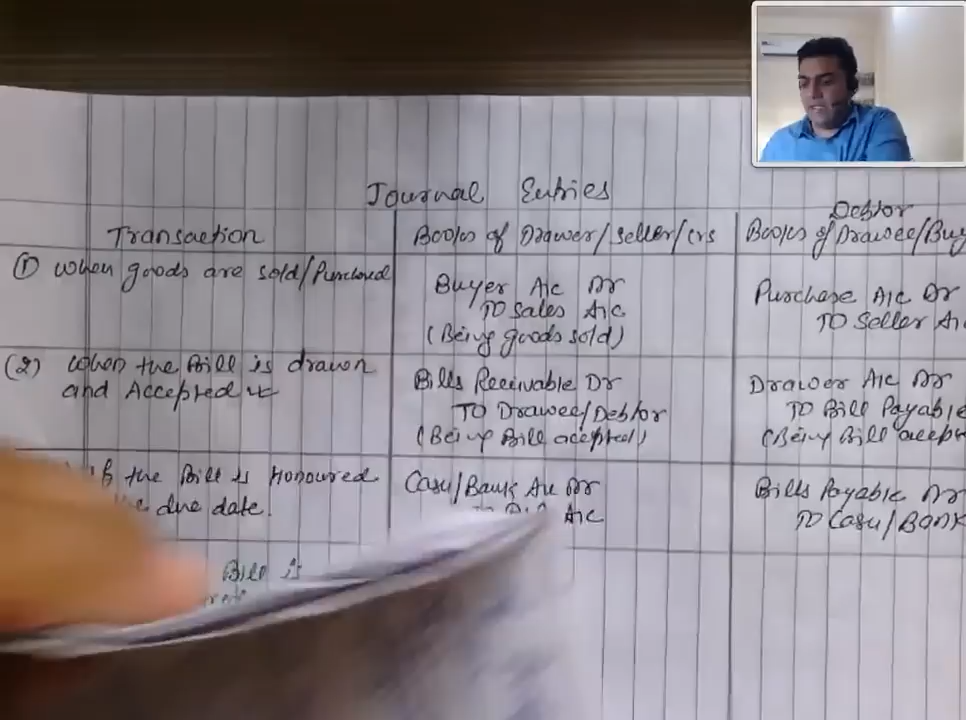 Journal Entries
Transaction
Books of Drawer/Seller/Crs
Debtor
Books of Drawee/Buy
(1) when goods are sold/Purchased
Buyer A/c Dr
TO Sales A/c
(Being goods sold)
Purchase A/c Dr
TO Seller A/c
(2) When the Bill is drawn
and Accepted
Bills Receivable Dr
TO Drawee/Debtor
(Being Bill accepted)
Drawer A/c Dr
TO Bill Payable
(Being Bill accep
the Bill is Honoured
due date.
Cash/Bank A/c Dr
A/c
Bills Payable Dr
TO Cash/Bank
Bill is